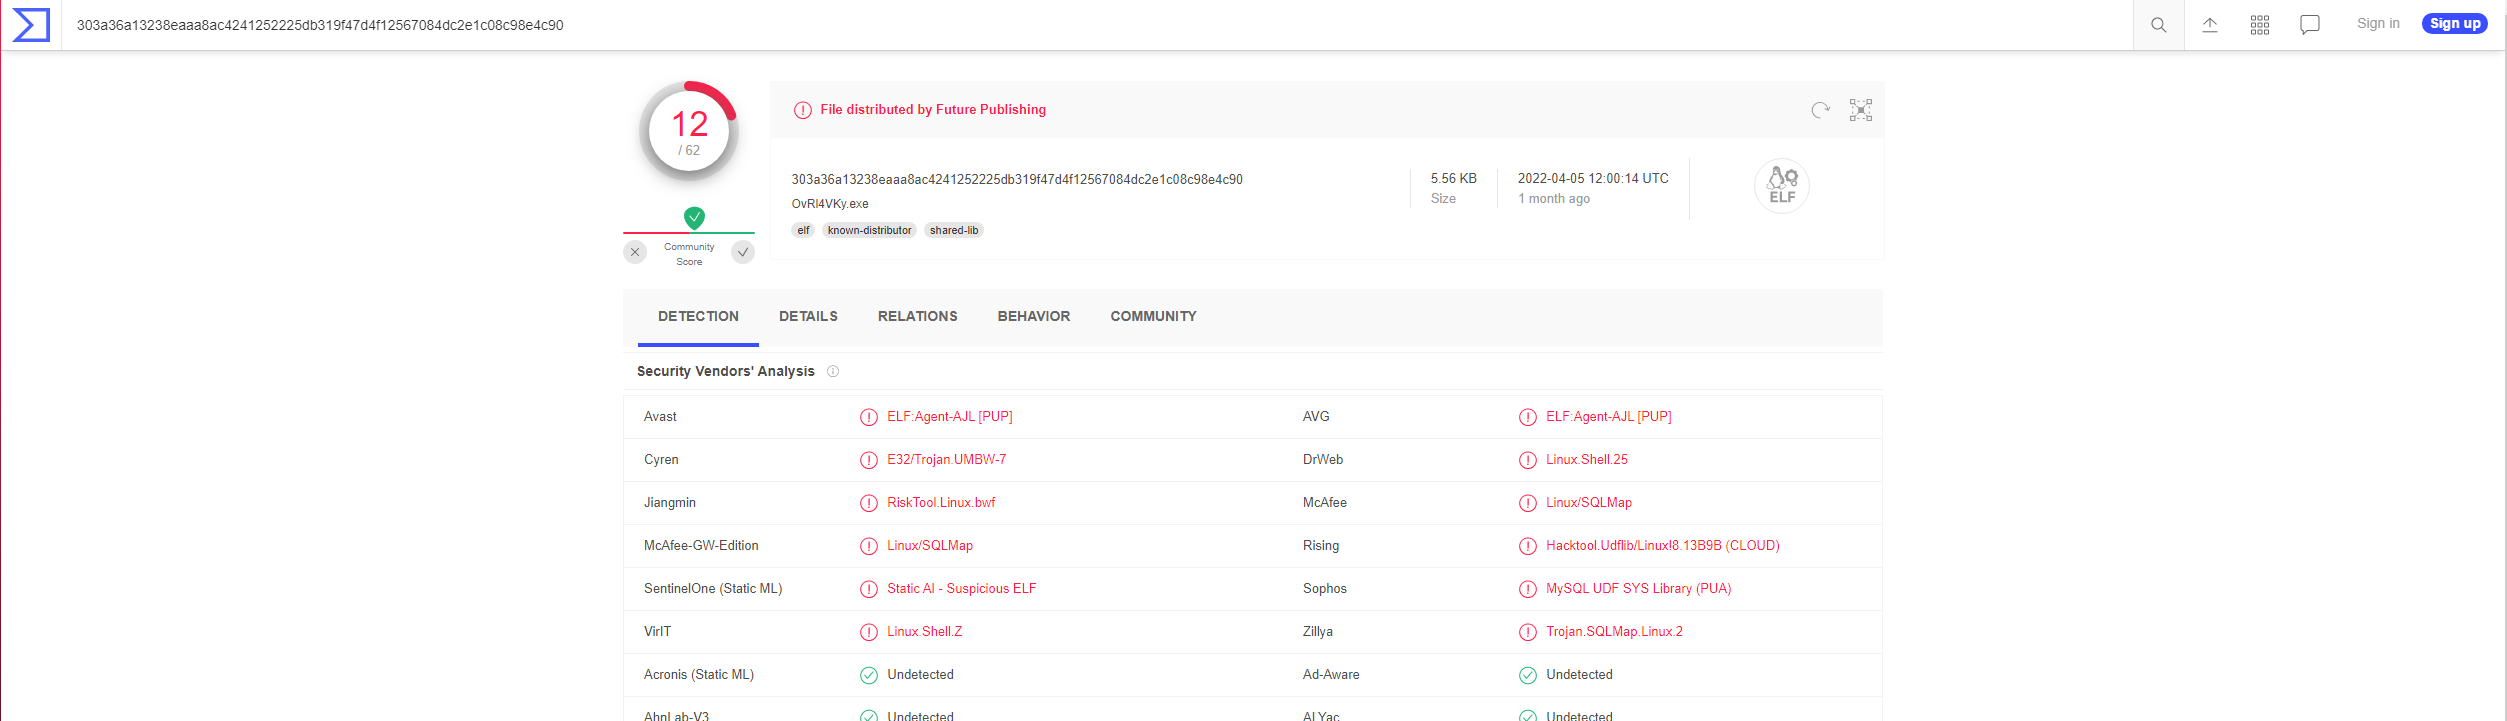 303a36a13238eaaa8ac4241252225db319f47d4f12567084dc2e1c08c98e4c90
Sign in
Sign up
12
/ 62
Community
Score
File distributed by Future Publishing
303a36a13238eaaa8ac4241252225db319f47d4f12567084dc2e1c08c98e4c90
OvRl4VKy.exe
elf known-distributor shared-lib
5.56 KB
Size
2022-04-05 12:00:14 UTC
1 month ago
ELF
DETECTION DETAILS RELATIONS BEHAVIOR COMMUNITY
Security Vendors' Analysis
Avast ELF:Agent-AJL [PUP] AVG ELF:Agent-AJL [PUP]
Cyren E32/Trojan.UMBW-7 DrWeb Linux.Shell.25
Jiangmin RiskTool.Linux.bwf McAfee Linux/SQLMap
McAfee-GW-Edition Linux/SQLMap Rising Hacktool.Udflib/Linux!8.13B9B (CLOUD)
SentinelOne (Static ML) Static AI - Suspicious ELF Sophos MySQL UDF SYS Library (PUA)
VirIT Linux.Shell.Z Zillya Trojan.SQLMap.Linux.2
Acronis (Static ML) Undetected Ad-Aware Undetected
AhnLab-V3 Undetected ALYac Undetected